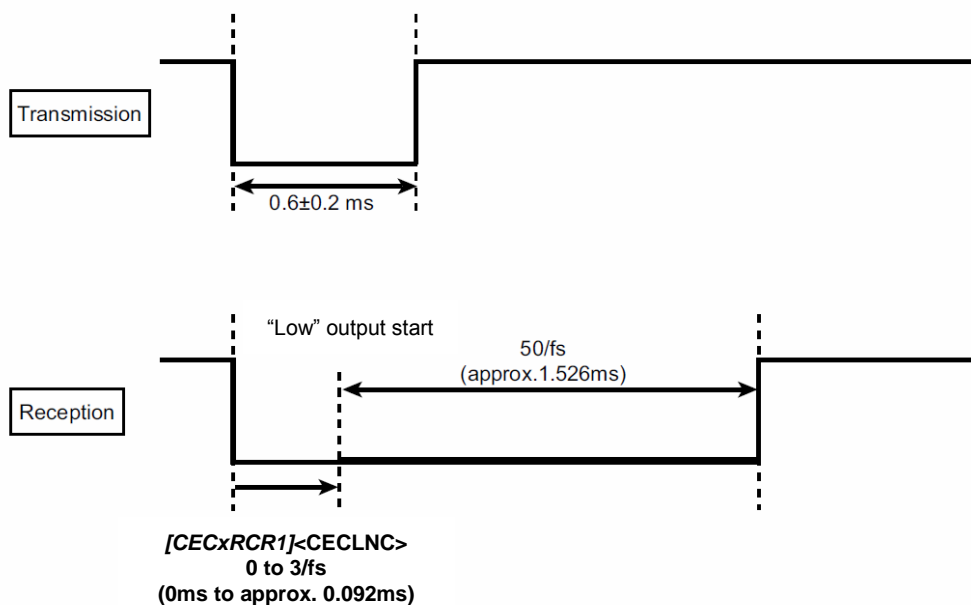 Transmission
0.6±0.2 ms
“Low” output start
50/fs
(approx.1.526ms)
Reception
[CECxRCR1]<CECLNC>
0 to 3/fs
(0ms to approx. 0.092ms)